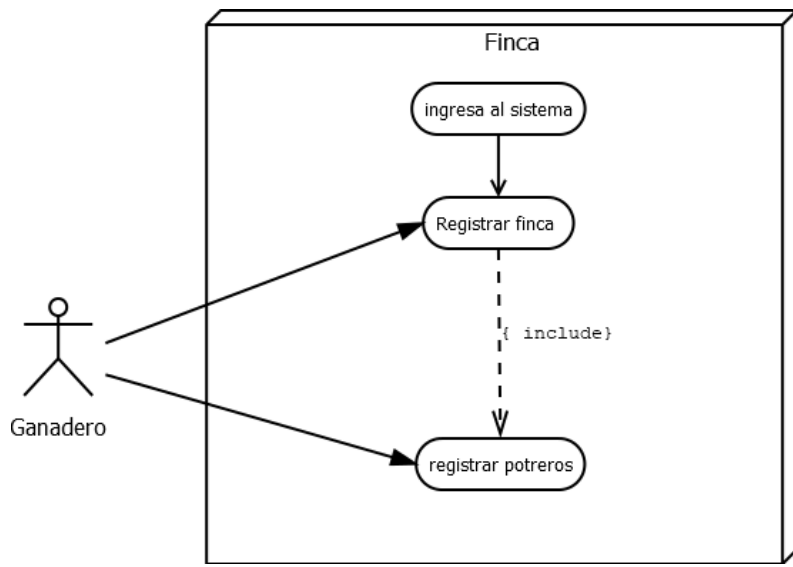 Finca
ingresa al sistema
Registrar finca
{ include}
Ganadero
registrar potreros